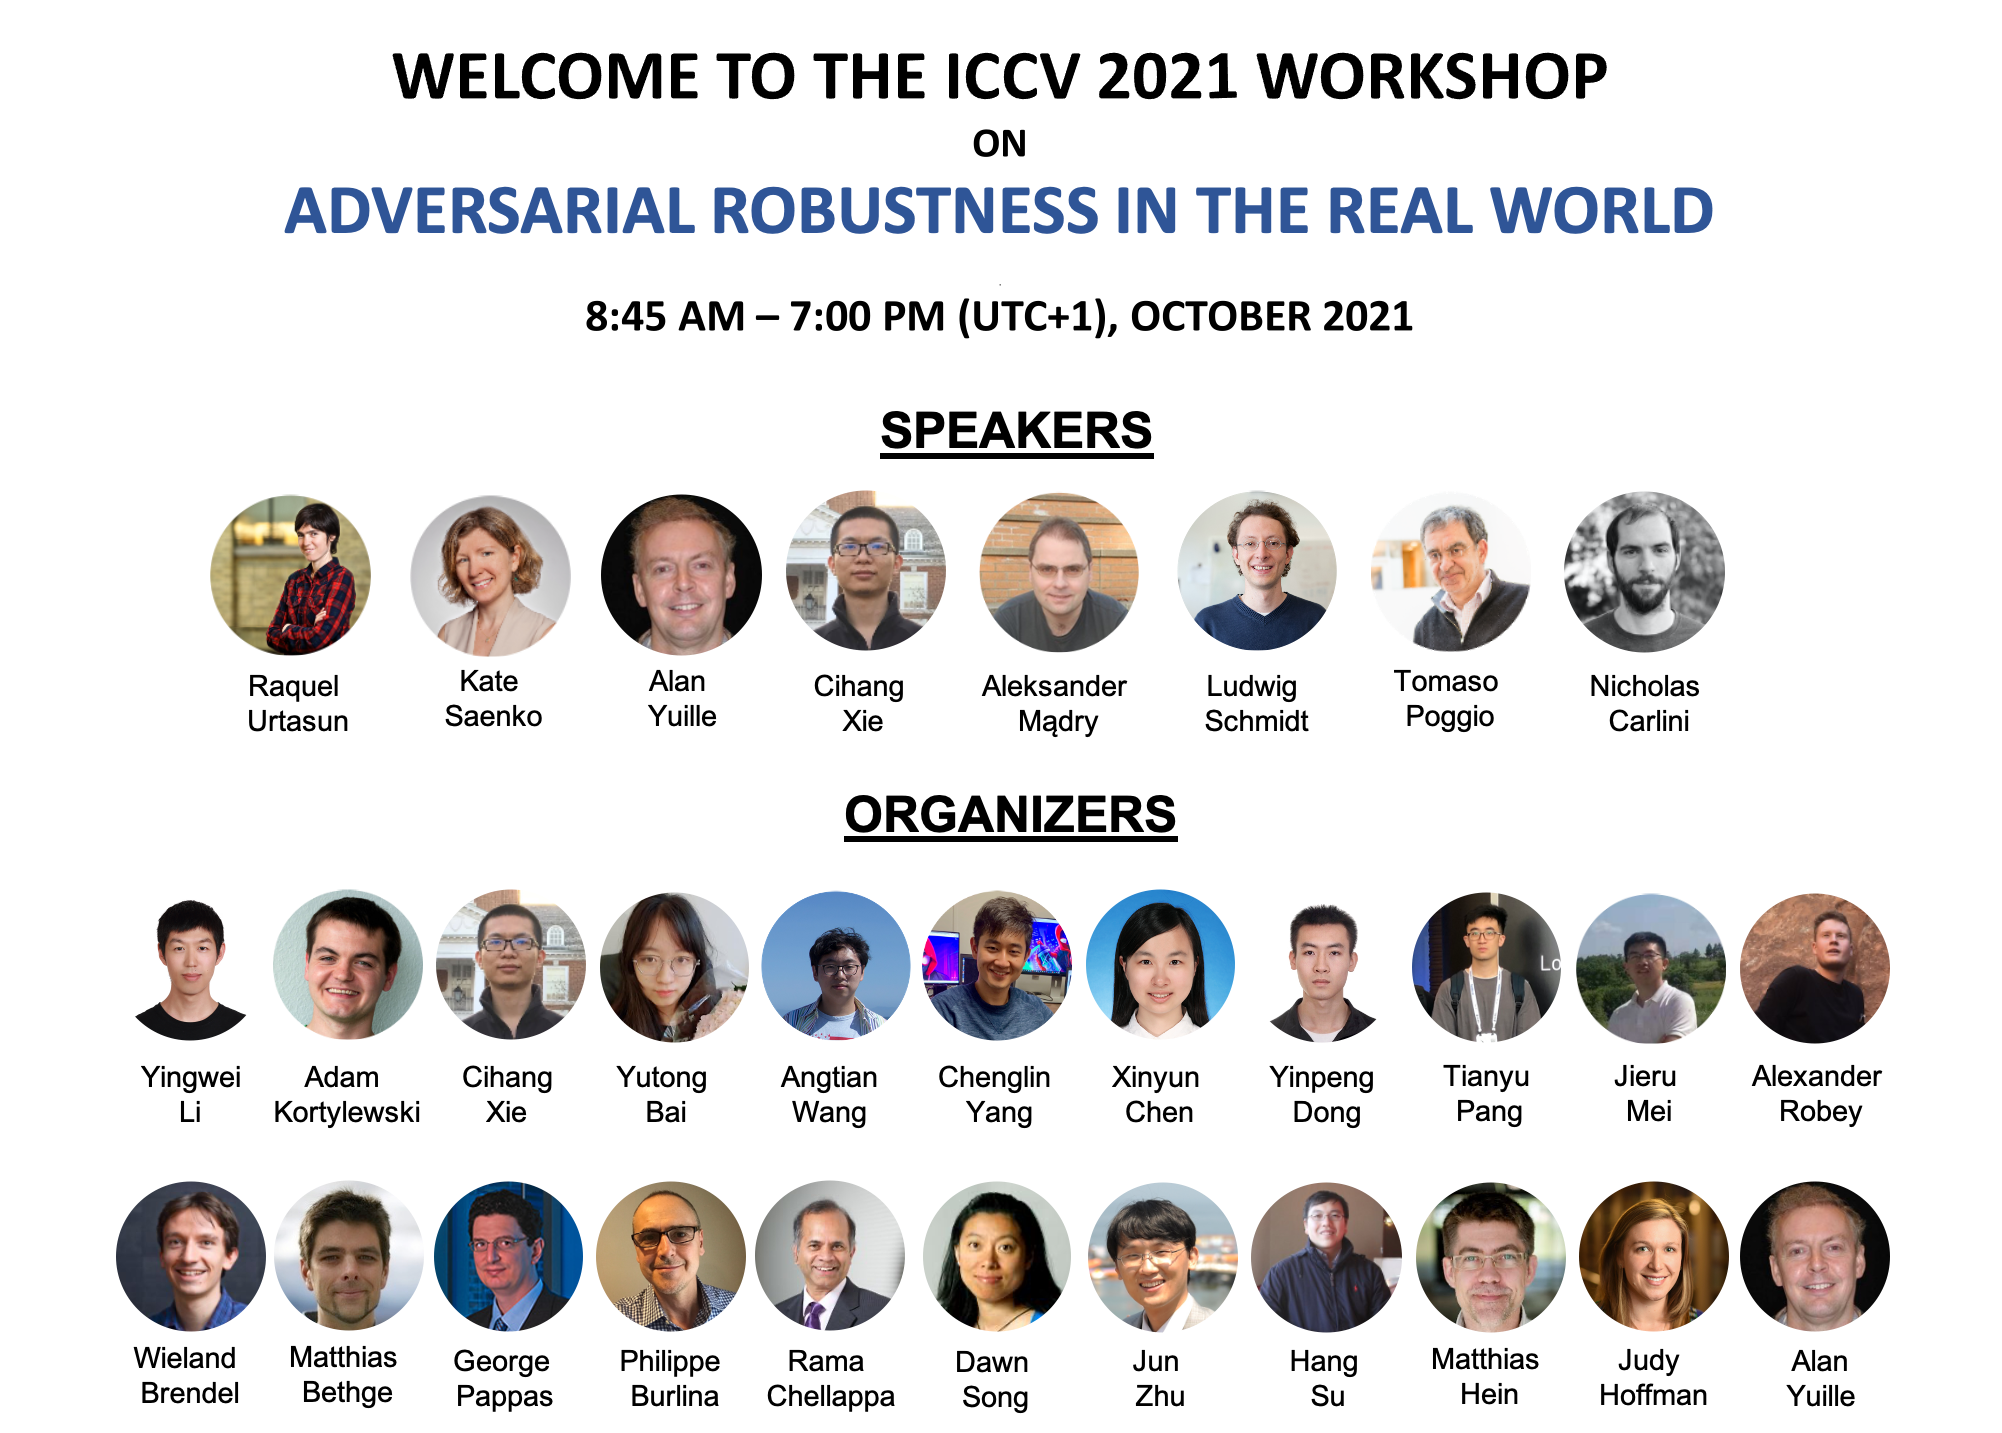 WELCOME TO THE ICCV 2021 WORKSHOP
ON
ADVERSARIAL ROBUSTNESS IN THE REAL WORLD
8:45 AM – 7:00 PM (UTC+1), OCTOBER 2021
SPEAKERS
Raquel Urtasun
Kate Saenko
Alan Yuille
Cihang Xie
Aleksander Mądry
Ludwig Schmidt
Tomaso Poggio
Nicholas Carlini
ORGANIZERS
Lo
Yingwei Li
Adam Kortylewski
Cihang Xie
Yutong Bai
Angtian Wang
Chenglin Yang
Xinyun Chen
Yinpeng Dong
Tianyu Pang
Jieru Mei
Alexander Robey
Wieland Brendel
Matthias Bethge
George Pappas
Philippe Burlina
Rama Chellappa
Dawn Song
Jun Zhu
Hang Su
Matthias Hein
Judy Hoffman
Alan Yuille